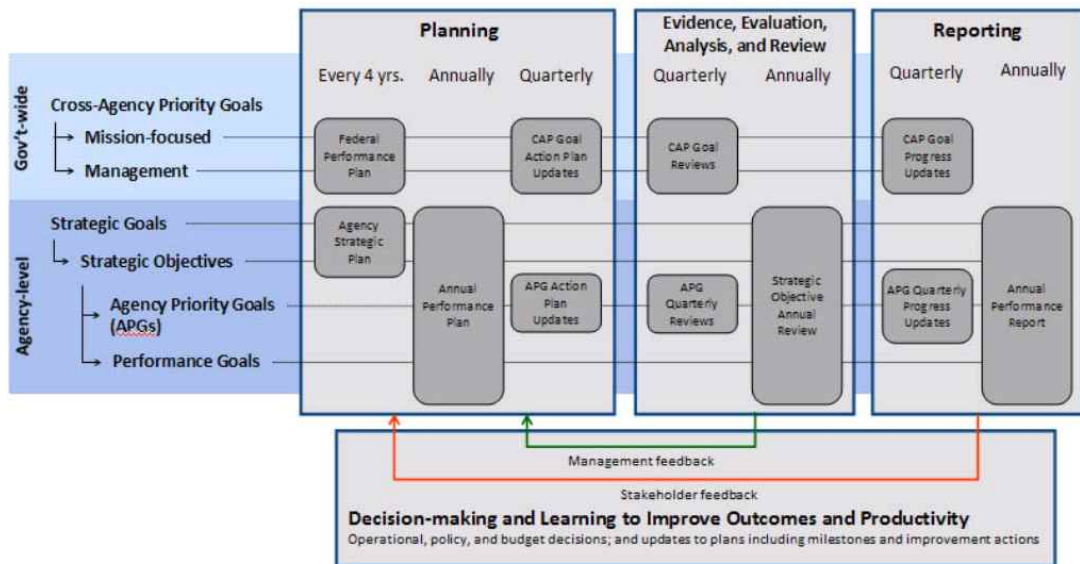 Planning
Evidence, Evaluation,
Analysis, and Review
Reporting
Every 4 yrs.
Annually
Quarterly
Quarterly
Annually
Quarterly
Annually
Gov't-wide
Cross-Agency Priority Goals
Mission-focused
Management
Federal
Performance
Plan
CAP Goal
Action Plan
Updates
CAP Goal
Reviews
CAP Goal
Progress
Updates
Agency-level
Strategic Goals
Strategic Objectives
Agency Priority Goals
(APGs)
Performance Goals
Agency
Strategic
Plan
Annual
Performance
Plan
APG Action
Plan
Updates
APG
Quarterly
Reviews
Strategic
Objective
Annual
Review
APG Quarterly
Progress
Updates
Annual
Performance
Report
Management feedback
Stakeholder feedback
Decision-making and Learning to Improve Outcomes and Productivity
Operational, policy, and budget decisions; and updates to plans including milestones and improvement actions